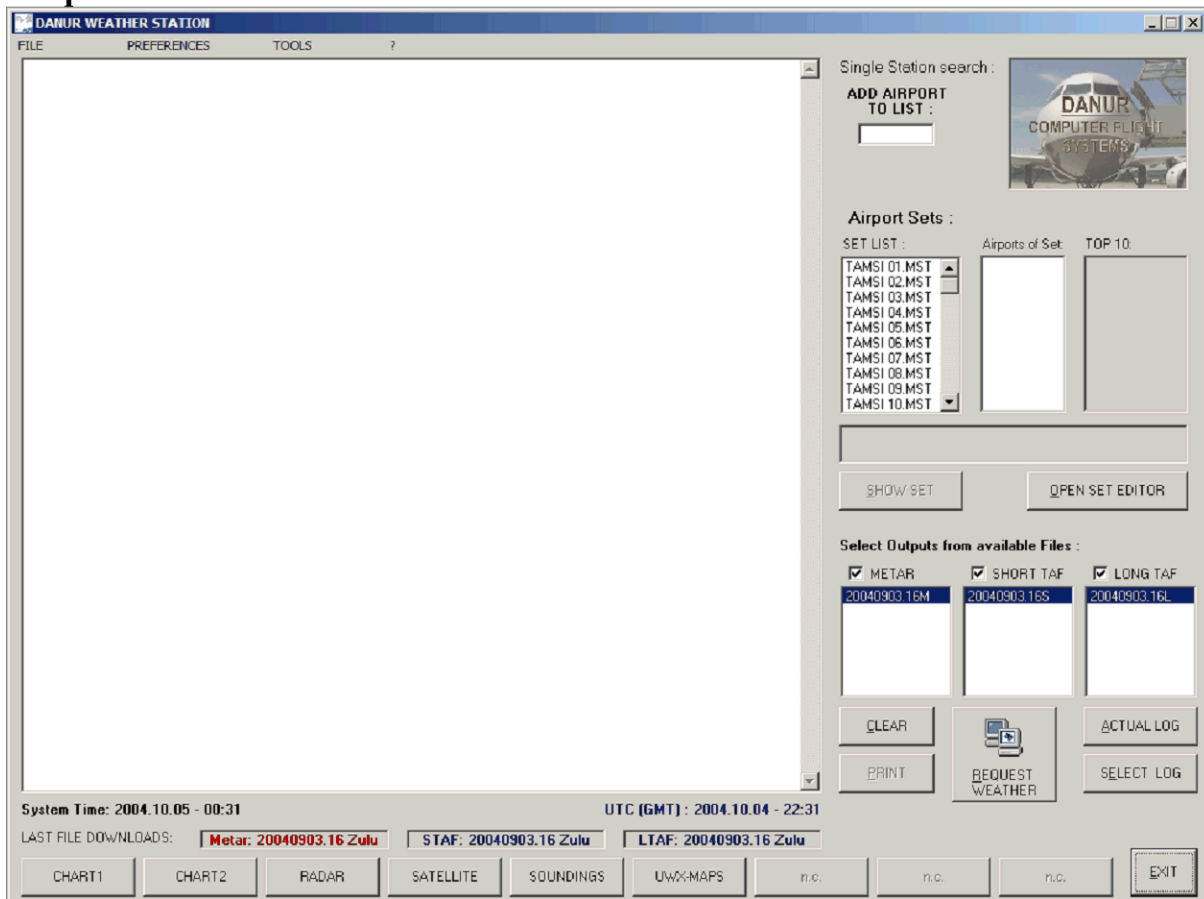 DANUR WEATHER STATION
FILE PREFERENCES TOOLS ?
Single Station search :
ADD AIRPORT
TO LIST :
DANUR
COMPUTER FLIGHT
SYSTEMS
Airport Sets :
SET LIST : Airports of Set: TOP 10:
TAMSI 01.MST
TAMSI 02.MST
TAMSI 03.MST
TAMSI 04.MST
TAMSI 05.MST
TAMSI 06.MST
TAMSI 07.MST
TAMSI 08.MST
TAMSI 09.MST
TAMSI 10.MST
SHOW SET OPEN SET EDITOR
Select Outputs from available Files :
METAR SHORT TAF LONG TAF
20040903.16M 20040903.16S 20040903.16L
CLEAR ACTUAL LOG
PRINT REQUEST WEATHER SELECT LOG
System Time: 2004.10.05 - 00:31 UTC (GMT) : 2004.10.04 - 22:31
LAST FILE DOWNLOADS: Metar: 20040903.16 Zulu STAF: 20040903.16 Zulu LTAF: 20040903.16 Zulu
CHART1 CHART2 RADAR SATELLITE SOUNDINGS UWX-MAPS n.c. n.c. n.c. EXIT